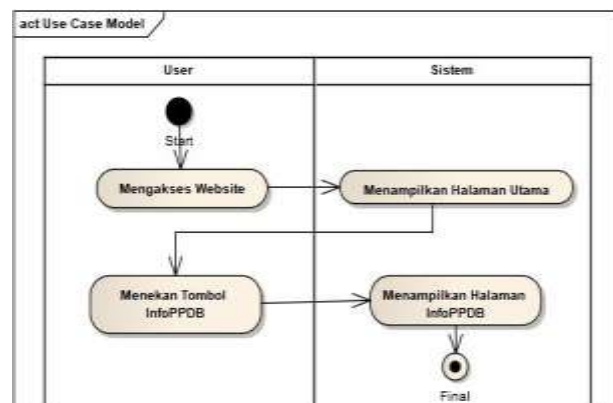 act Use Case Model
User
Sistem
Start
Mengakses Website
Menampilkan Halaman Utama
Menekan Tombol
InfoPPDB
Menampilkan Halaman
InfoPPDB
Final